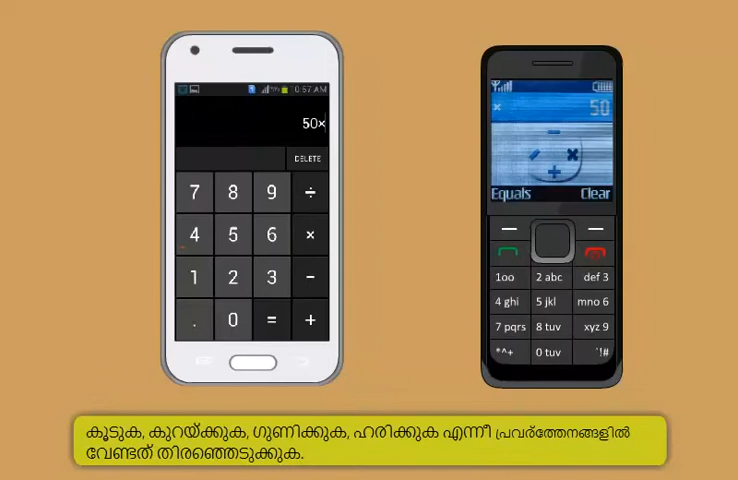 0:57 AM
50×
DELETE
7 8 9 ÷
4 5 6 ×
1 2 3 −
. 0 = +
× 50
Equals Clear
1oo 2 abc def 3
4 ghi 5 jkl mno 6
7 pqrs 8 tuv xyz 9
*^+ 0 tuv `!#
കൂടുക, കുറയ്ക്കുക, ഗുണിക്കുക, ഹരിക്കുക എന്നീ പ്രവര്ത്തേനങ്ങളിൽ
വേണ്ടത് തിരഞ്ഞെടുക്കുക.